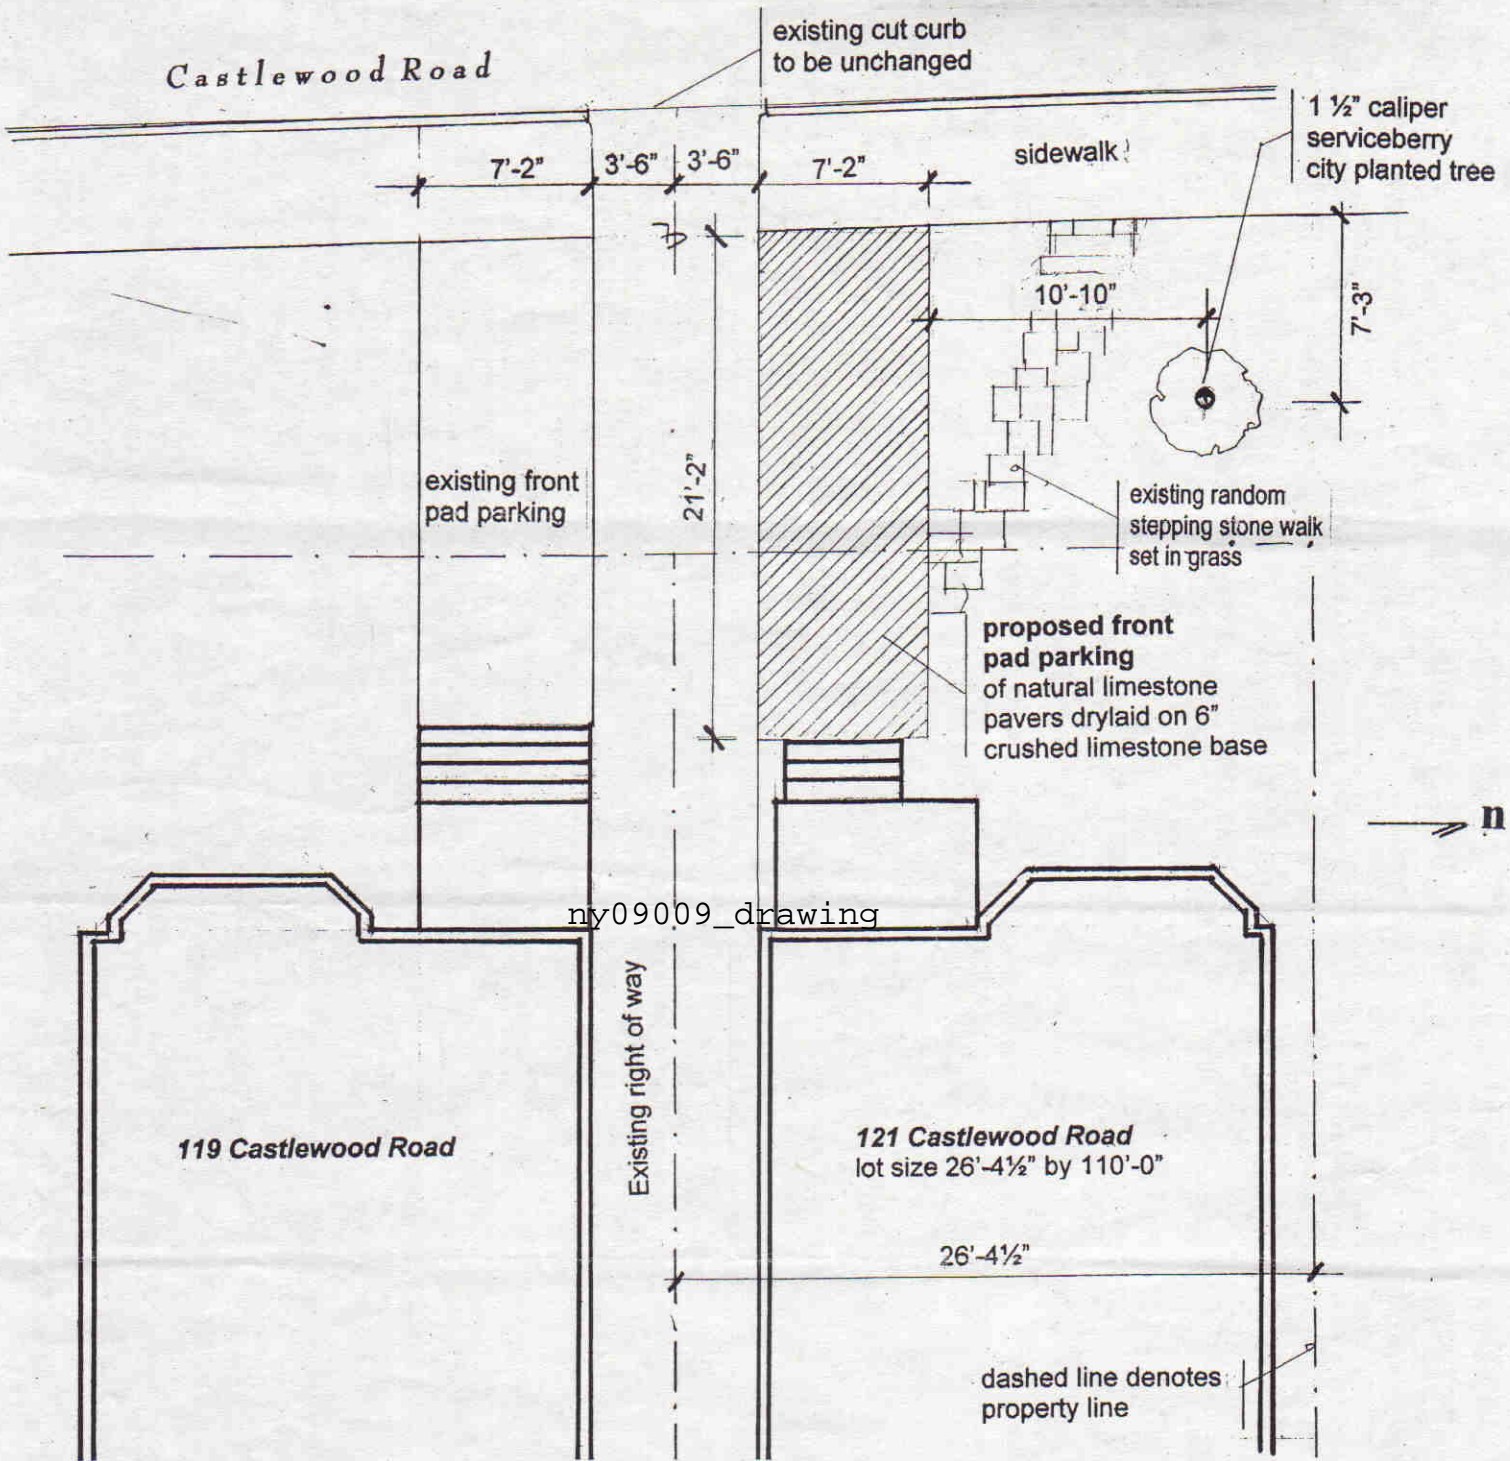 existing cut curb
to be unchanged
Castlewood Road
1 ½" caliper
serviceberry
city planted tree
7'-2"
3'-6"
3'-6"
7'-2"
sidewalk
10'-10"
7'-3"
21'-2"
existing front
pad parking
existing random
stepping stone walk
set in grass
proposed front
pad parking
of natural limestone
pavers drylaid on 6"
crushed limestone base
n
ny09009_drawing
Existing right of way
119 Castlewood Road
121 Castlewood Road
lot size 26'-4½" by 110'-0"
26'-4½"
dashed line denotes
property line